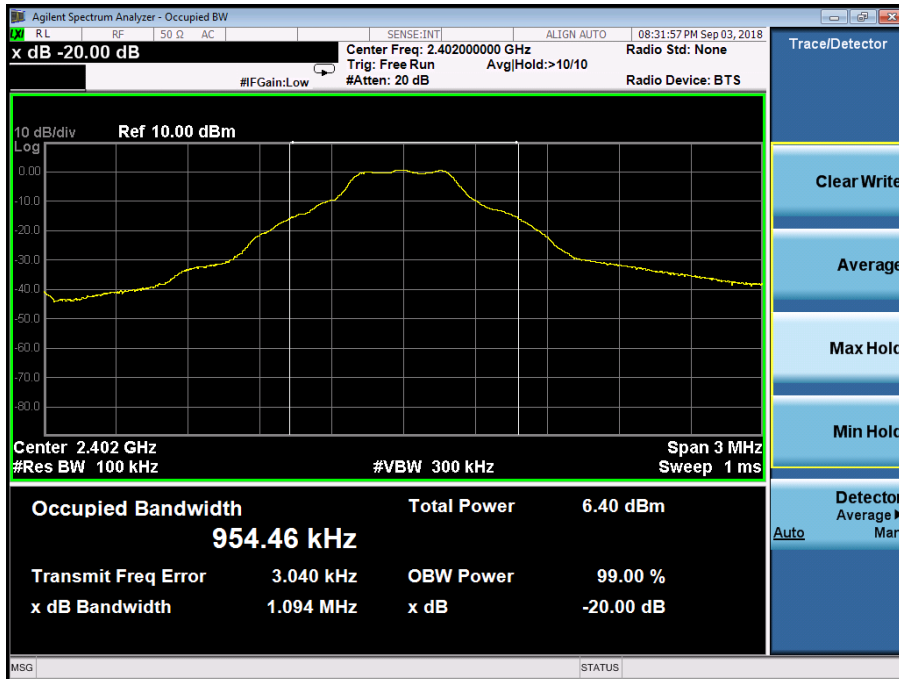 Agilent Spectrum Analyzer - Occupied BW
LXI RL RF 50 Ω AC SENSE:INT ALIGN AUTO 08:31:57 PM Sep 03, 2018
x dB -20.00 dB
Center Freq: 2.402000000 GHz Radio Std: None
Trig: Free Run Avg|Hold:>10/10
#IFGain:Low #Atten: 20 dB Radio Device: BTS
Trace/Detector
10 dB/div Ref 10.00 dBm
Log
0.00
-10.0
-20.0
-30.0
-40.0
-50.0
-60.0
-70.0
-80.0
Center 2.402 GHz Span 3 MHz
#Res BW 100 kHz #VBW 300 kHz Sweep 1 ms
Occupied Bandwidth Total Power 6.40 dBm
954.46 kHz
Transmit Freq Error 3.040 kHz OBW Power 99.00 %
x dB Bandwidth 1.094 MHz x dB -20.00 dB
Clear Write
Average
Max Hold
Min Hold
Detector
Average
Auto Man
MSG STATUS